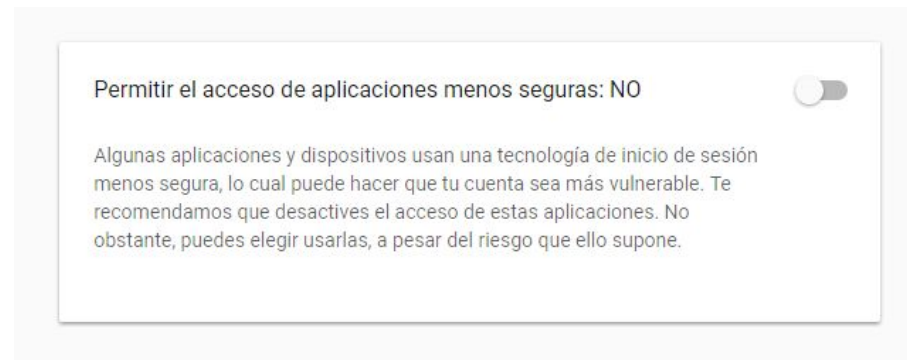 Permitir el acceso de aplicaciones menos seguras: NO
Algunas aplicaciones y dispositivos usan una tecnología de inicio de sesión
menos segura, lo cual puede hacer que tu cuenta sea más vulnerable. Te
recomendamos que desactives el acceso de estas aplicaciones. No
obstante, puedes elegir usarlas, a pesar del riesgo que ello supone.